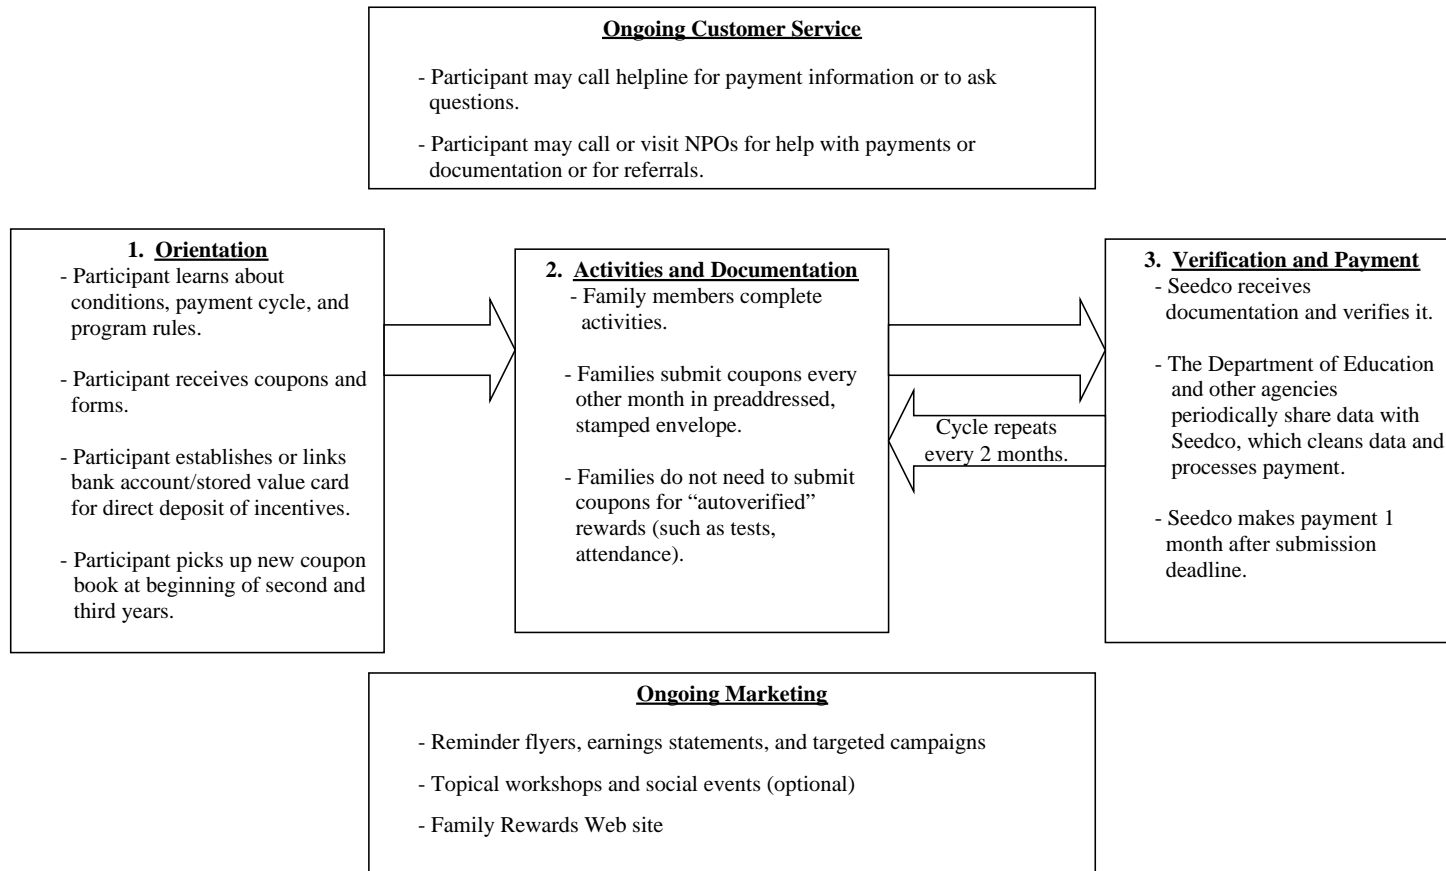 Ongoing Customer Service
- Participant may call helpline for payment information or to ask
questions.
- Participant may call or visit NPOs for help with payments or
documentation or for referrals.
1. Orientation
- Participant learns about
conditions, payment cycle, and
program rules.
- Participant receives coupons and
forms.
- Participant establishes or links
bank account/stored value card
for direct deposit of incentives.
- Participant picks up new coupon
book at beginning of second and
third years.
2. Activities and Documentation
- Family members complete
activities.
- Families submit coupons every
other month in preaddressed,
stamped envelope.
- Families do not need to submit
coupons for “autoverified”
rewards (such as tests,
attendance).
Cycle repeats
every 2 months.
3. Verification and Payment
- Seedco receives
documentation and verifies it.
- The Department of Education
and other agencies
periodically share data with
Seedco, which cleans data and
processes payment.
- Seedco makes payment 1
month after submission
deadline.
Ongoing Marketing
- Reminder flyers, earnings statements, and targeted campaigns
- Topical workshops and social events (optional)
- Family Rewards Web site